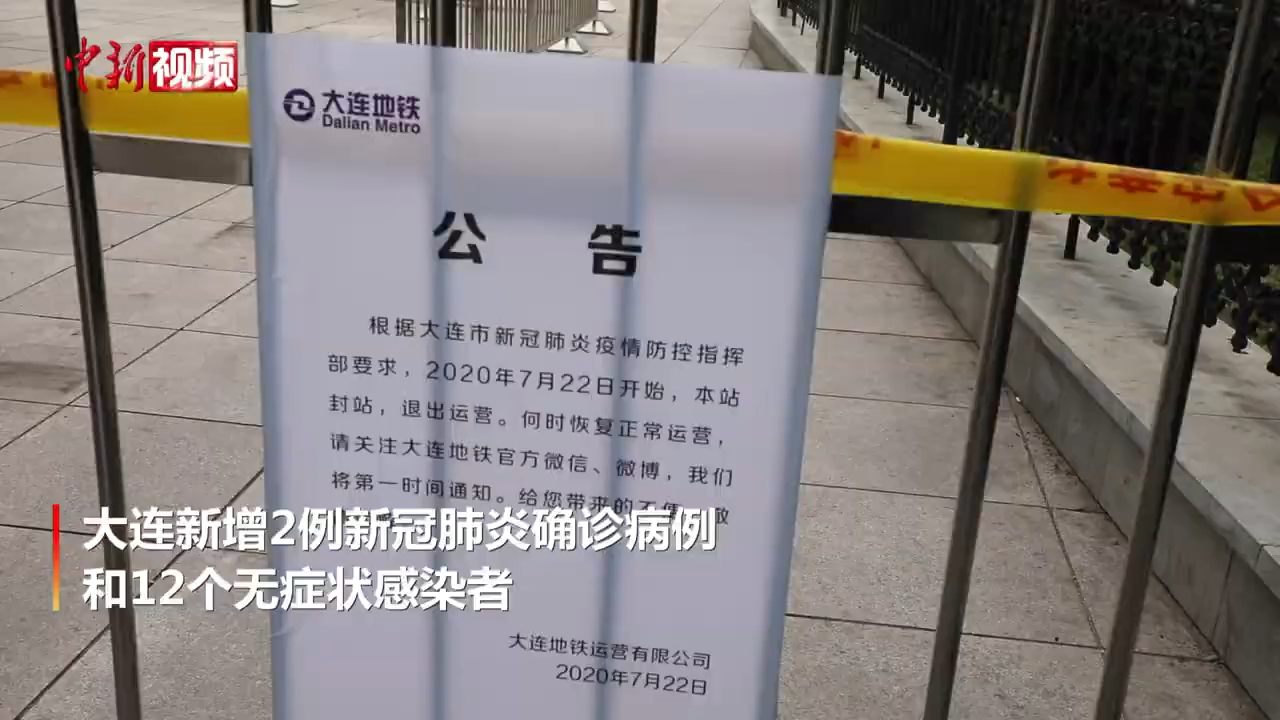 中新视频
大连地铁
Dalian Metro
公告
根据大连市新冠肺炎疫情防控指挥
部要求，2020年7月22日开始，本站
封站，退出运营。何时恢复正常运营，
请关注大连地铁官方微信、微博，我们
将第一时间通知。给您带来的不便
大连新增2例新冠肺炎确诊病例
和12个无症状感染者
大连地铁运营有限公司
2020年7月22日